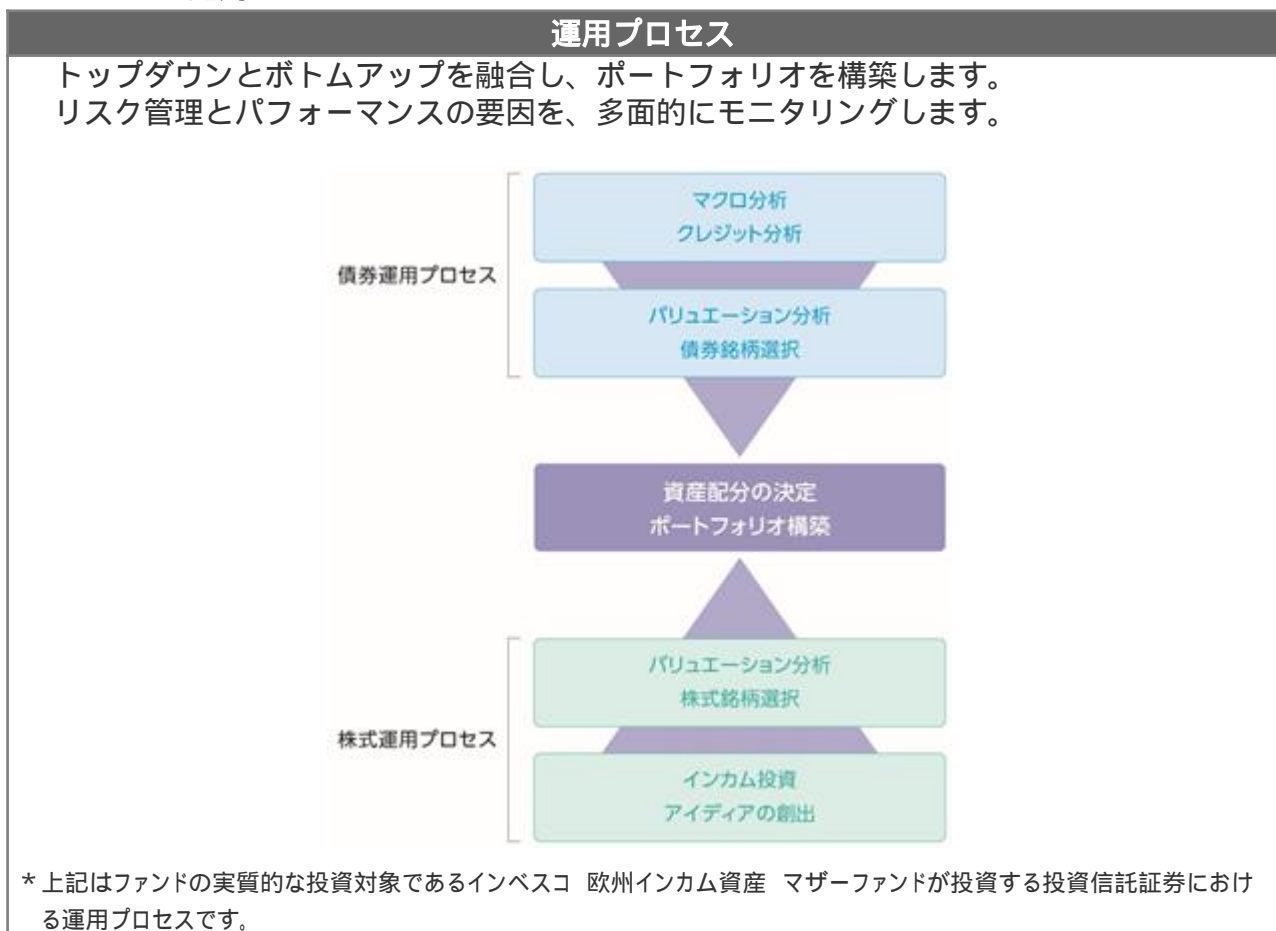 運用プロセス
トップダウンとボトムアップを融合し、ポートフォリオを構築します。
リスク管理とパフォーマンスの要因を、多面的にモニタリングします。
マクロ分析
クレジット分析
債券運用プロセス
バリュエーション分析
債券銘柄選択
資産配分の決定
ポートフォリオ構築
バリュエーション分析
株式銘柄選択
株式運用プロセス
インカム投資
アイディアの創出
*上記はファンドの実質的な投資対象であるインベスコ 欧州インカム資産 マザーファンドが投資する投資信託証券におけ
る運用プロセスです。